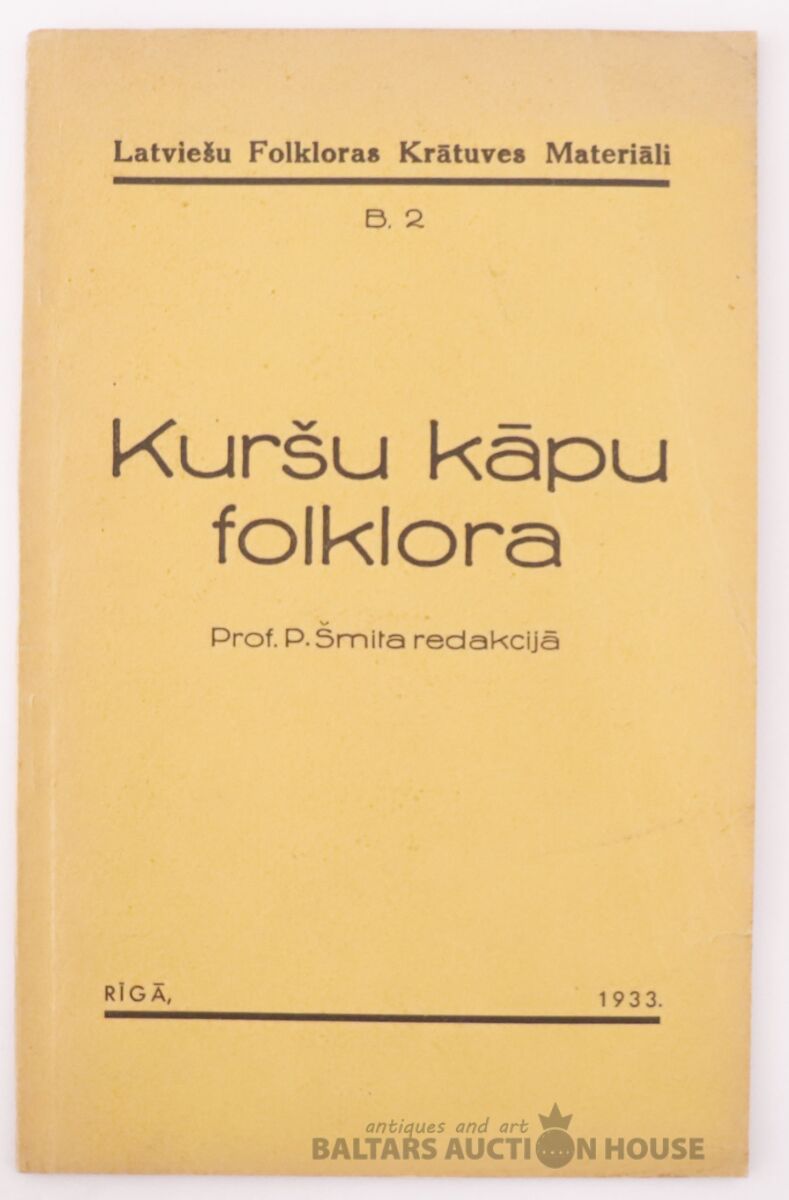 Latviešu Folkloras Krātuves Materiāli
B. 2
Kuršu kāpu
folklora
Prof. P. Šmita redakcijā
RĪGĀ, 1933.
antiques and art
BALTARS AUCTION HOUSE